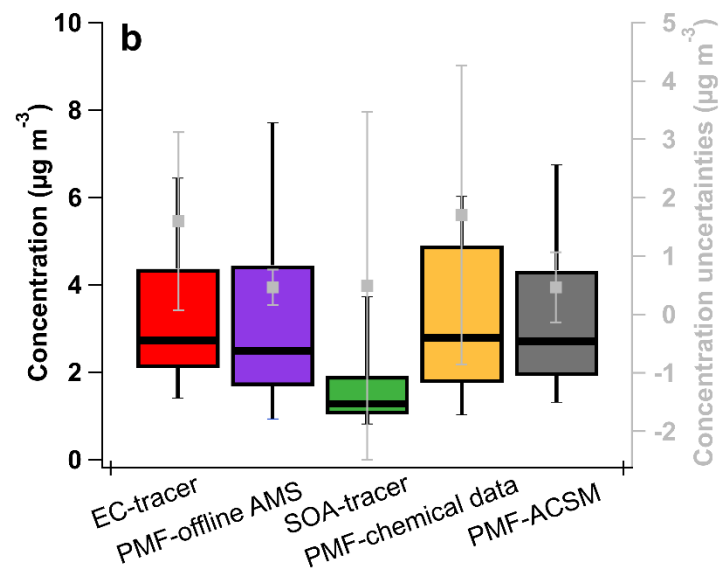 b
Concentration (µg m⁻³)
10
8
6
4
2
0
5
4
3
2
1
0
-1
-2
Concentration uncertainties (µg m⁻³)
EC-tracer
PMF-offline AMS
SOA-tracer
PMF-chemical data
PMF-ACSM